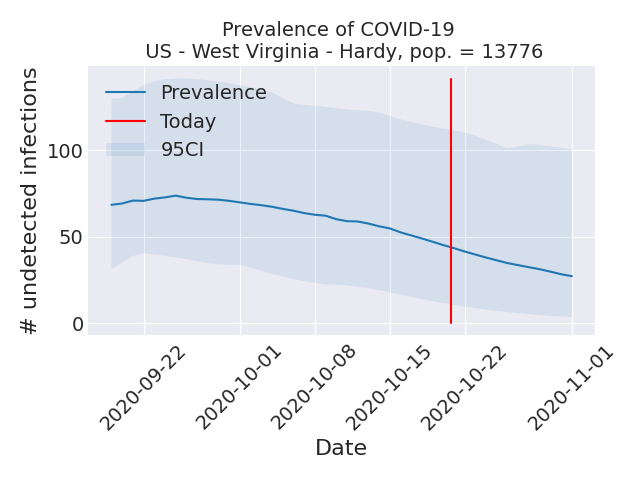 Prevalence of COVID-19
US - West Virginia - Hardy, pop. = 13776
# undetected infections
100
50
0
Prevalence
Today
95CI
2020-09-22
2020-10-01
2020-10-08
2020-10-15
2020-10-22
2020-11-01
Date